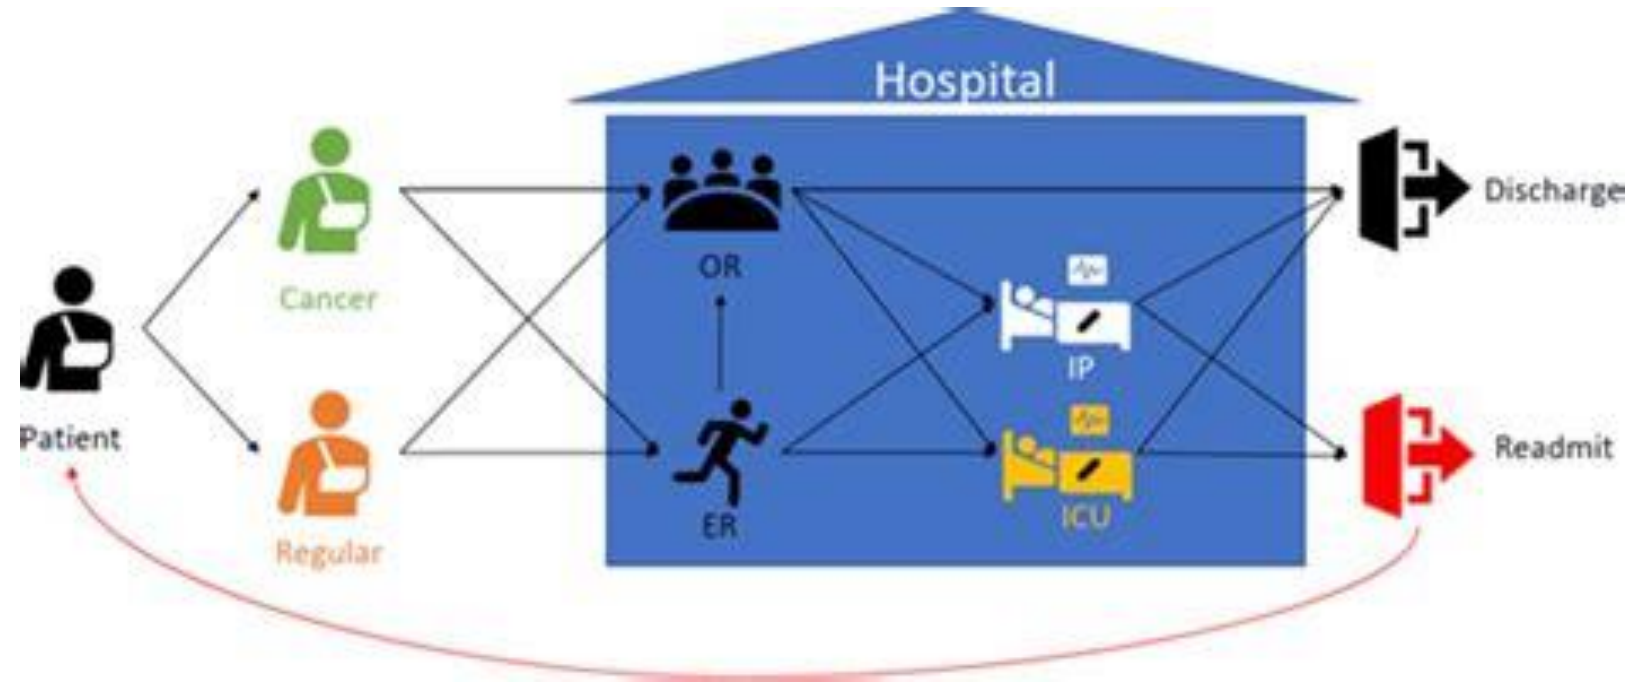 Hospital
Discharge
OR
Cancer
IP
Patient
Readmit
ICU
ER
Regular